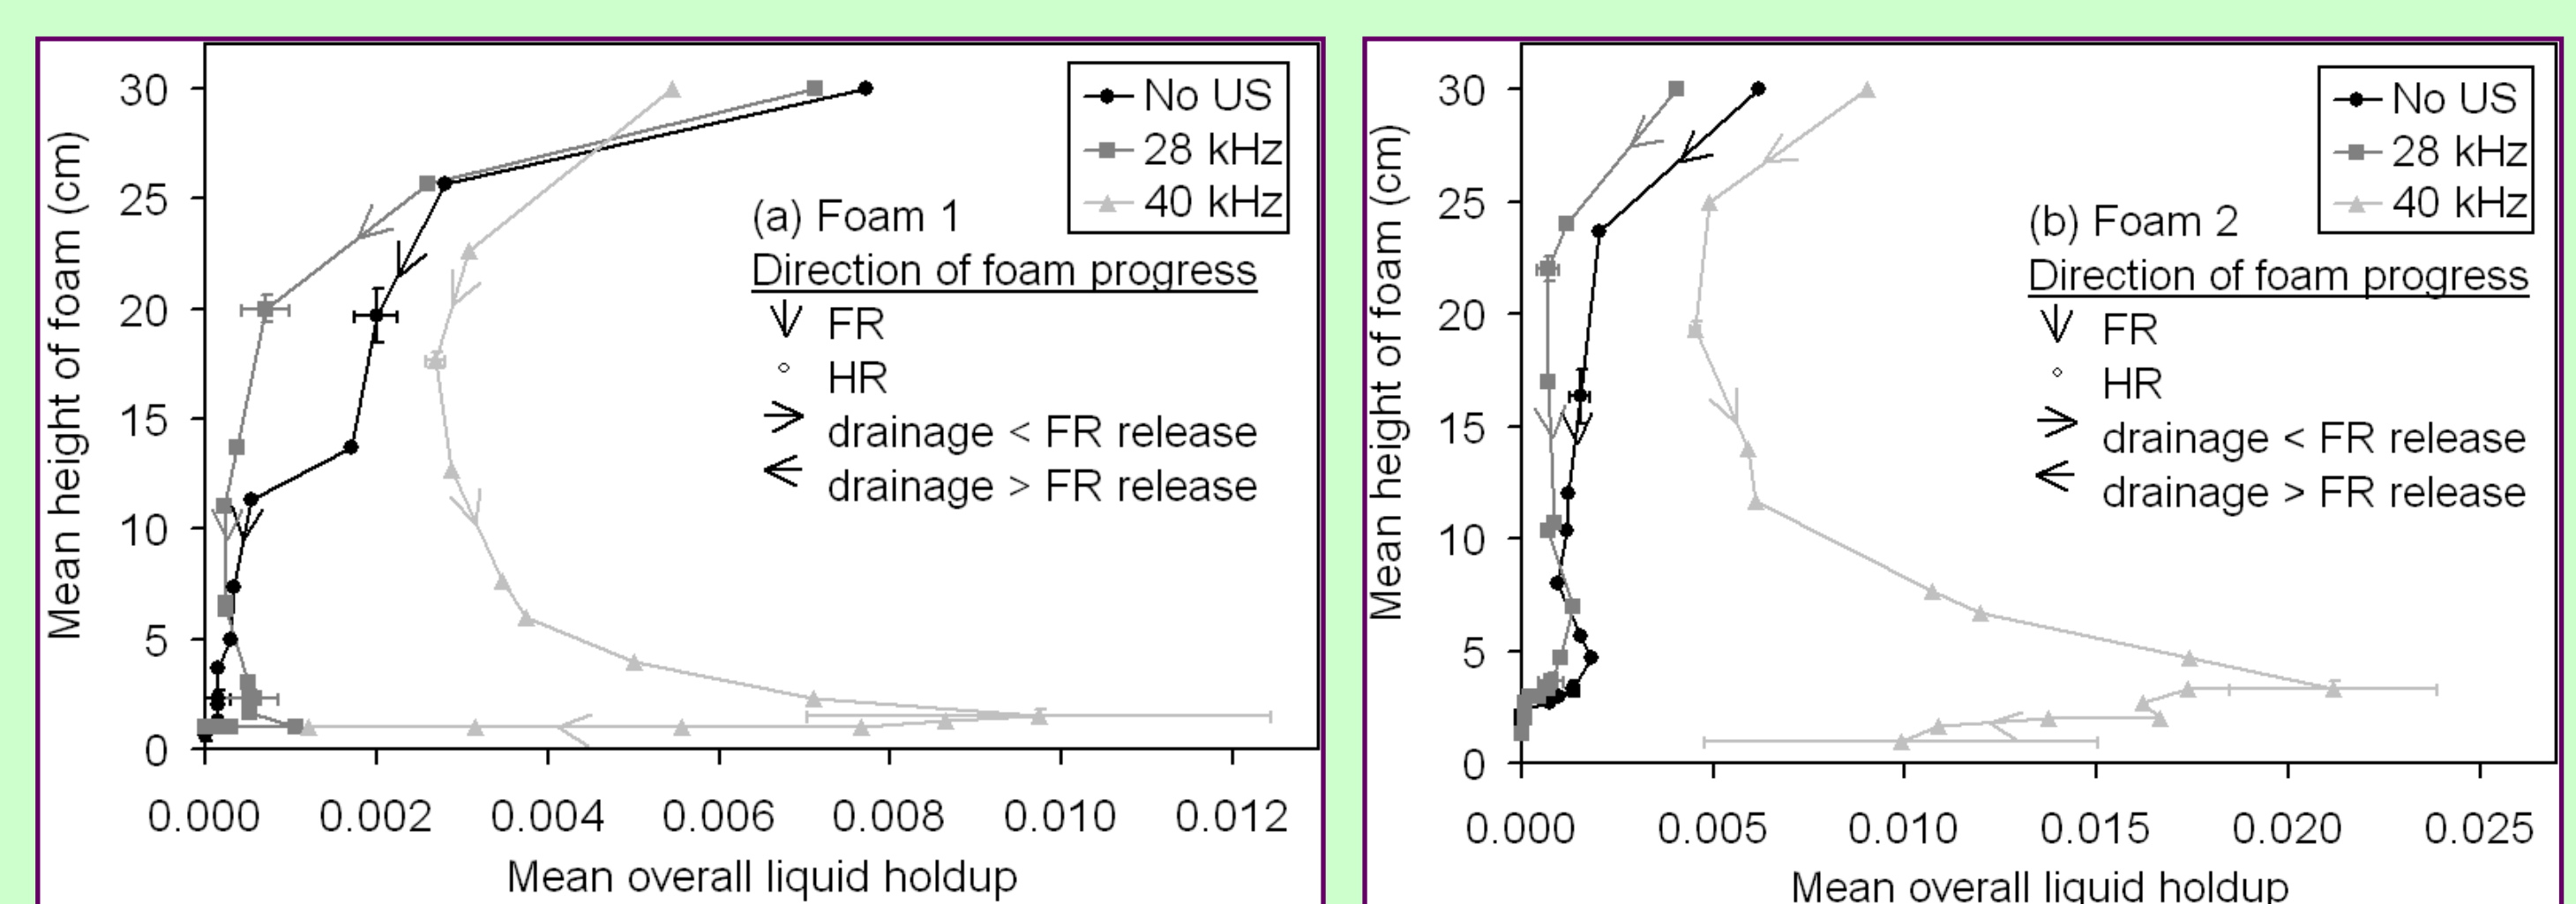 30
25
20
15
10
5
0
Mean height of foam (cm)
No US
28 kHz
40 kHz
(a) Foam 1
Direction of foam progress
FR
HR
drainage < FR release
drainage > FR release
0.000 0.002 0.004 0.006 0.008 0.010 0.012
Mean overall liquid holdup
30
25
20
15
10
5
0
Mean height of foam (cm)
No US
28 kHz
40 kHz
(b) Foam 2
Direction of foam progress
FR
HR
drainage < FR release
drainage > FR release
0.000 0.005 0.010 0.015 0.020 0.025
Mean overall liquid holdup